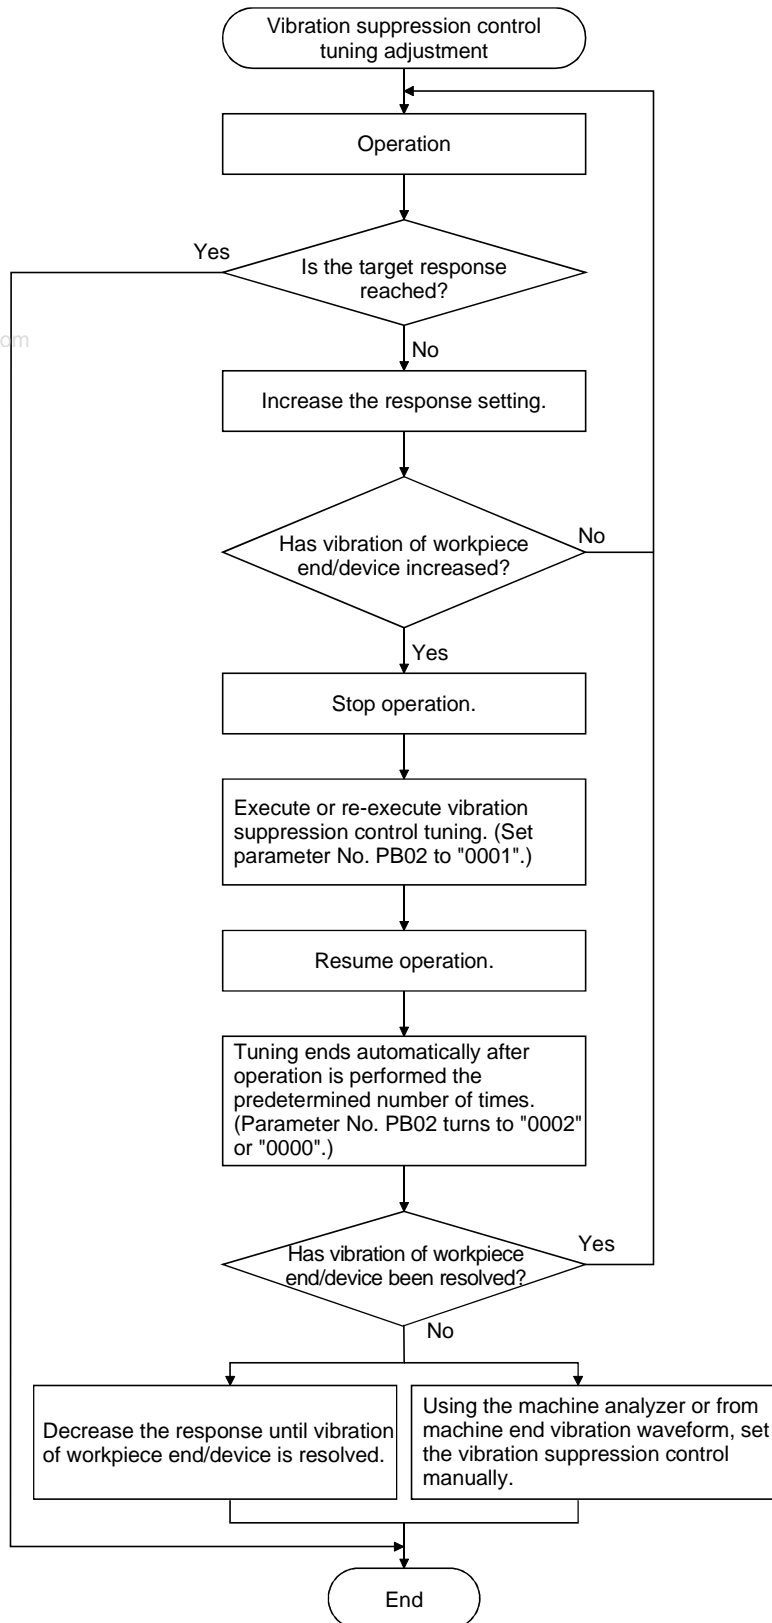 Vibration suppression control
tuning adjustment
Operation
Yes
Is the target response
reached?
om
No
Increase the response setting.
No
Has vibration of workpiece
end/device increased?
Yes
Stop operation.
Execute or re-execute vibration
suppression control tuning. (Set
parameter No. PB02 to "0001".)
Resume operation.
Tuning ends automatically after
operation is performed the
predetermined number of times.
(Parameter No. PB02 turns to "0002"
or "0000".)
Has vibration of workpiece
end/device been resolved?
Yes
No
Decrease the response until vibration
of workpiece end/device is resolved.
Using the machine analyzer or from
machine end vibration waveform, set
the vibration suppression control
manually.
End